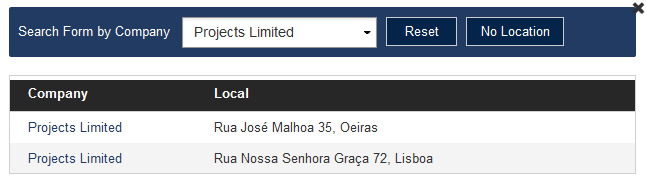 Search Form by Company Projects Limited Reset No Location
Company Local
Projects Limited Rua José Malhoa 35, Oeiras
Projects Limited Rua Nossa Senhora Graça 72, Lisboa